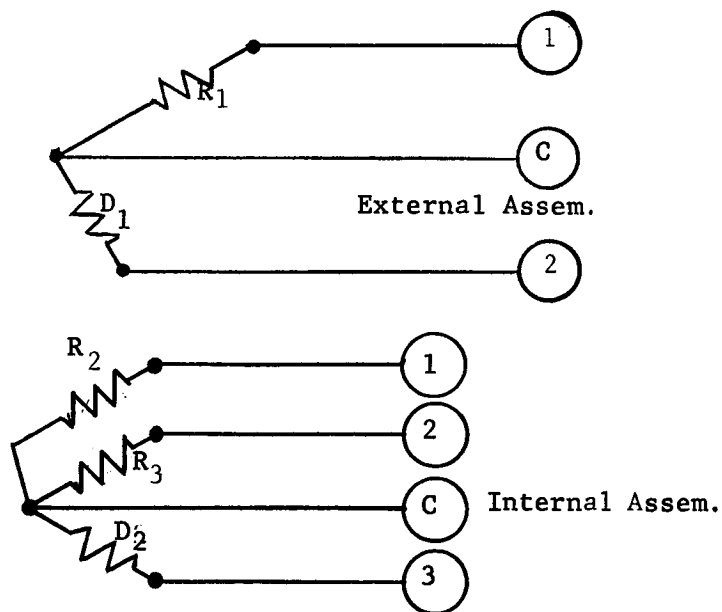 1
R1
C
D1
External Assem.
2
R2
1
2
R3
C
Internal Assem.
D2
3